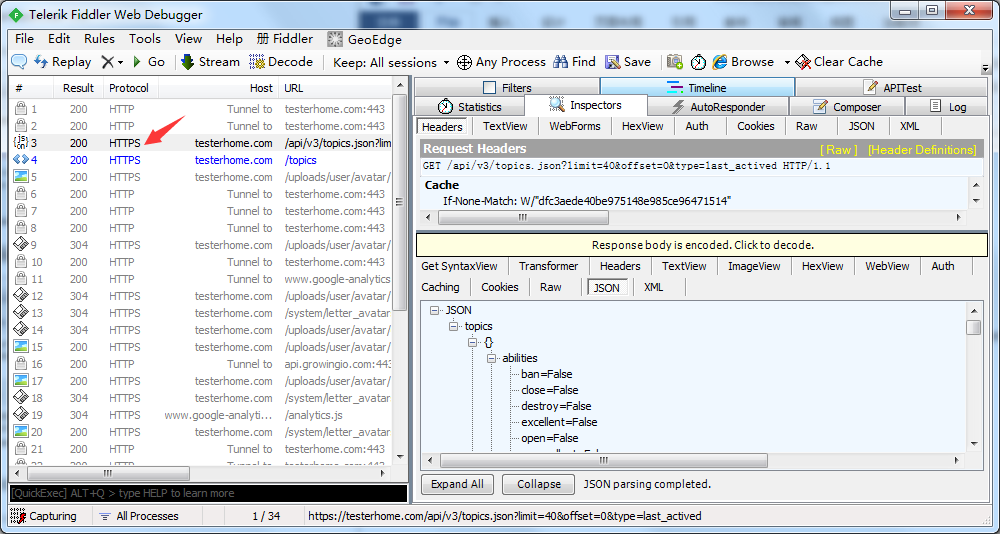 Telerik Fiddler Web Debugger
File Edit Rules Tools View Help 册 Fiddler GeoEdge
Replay Go Stream Decode Keep: All sessions Any Process Find Save Browse Clear Cache
# Result Protocol Host URL
1 200 HTTP Tunnel to testerhome.com:443
2 200 HTTP Tunnel to testerhome.com:443
3 200 HTTPS testerhome.com /api/v3/topics.json?lim
4 200 HTTPS testerhome.com /topics
5 200 HTTPS testerhome.com /uploads/user/avatar/
6 200 HTTP Tunnel to testerhome.com:443
7 200 HTTP Tunnel to testerhome.com:443
8 200 HTTP Tunnel to testerhome.com:443
9 304 HTTPS testerhome.com /uploads/user/avatar/
10 200 HTTP Tunnel to testerhome.com:443
11 200 HTTP Tunnel to www.google-analytics
12 304 HTTPS testerhome.com /uploads/user/avatar/
13 304 HTTPS testerhome.com /system/letter_avatar
14 304 HTTPS testerhome.com /uploads/user/avatar/
15 200 HTTPS testerhome.com /uploads/user/avatar/
16 200 HTTP Tunnel to api.growingio.com:443
17 200 HTTPS testerhome.com /uploads/user/avatar/
18 304 HTTPS testerhome.com /system/letter_avatar
19 304 HTTPS www.google-analyti... /analytics.js
20 200 HTTPS testerhome.com /system/letter_avatar
21 200 HTTP Tunnel to testerhome.com:443
22 200 HTTP Tunnel to testerhome.com:443
[QuickExec] ALT+Q > type HELP to learn more
Filters Timeline APITest
Statistics Inspectors AutoResponder Composer Log
Headers TextView WebForms HexView Auth Cookies Raw JSON XML
Request Headers [ Raw ] [Header Definitions]
GET /api/v3/topics.json?limit=40&offset=0&type=last_actived HTTP/1.1
Cache
If-None-Match: W/"dfc3aede40be975148e985ce96471514"
Response body is encoded. Click to decode.
Get SyntaxView Transformer Headers TextView ImageView HexView WebView Auth
Caching Cookies Raw JSON XML
JSON
topics
{}
abilities
ban=False
close=False
destroy=False
excellent=False
open=False
Expand All Collapse JSON parsing completed.
Capturing All Processes 1 / 34 https://testerhome.com/api/v3/topics.json?limit=40&offset=0&type=last_actived